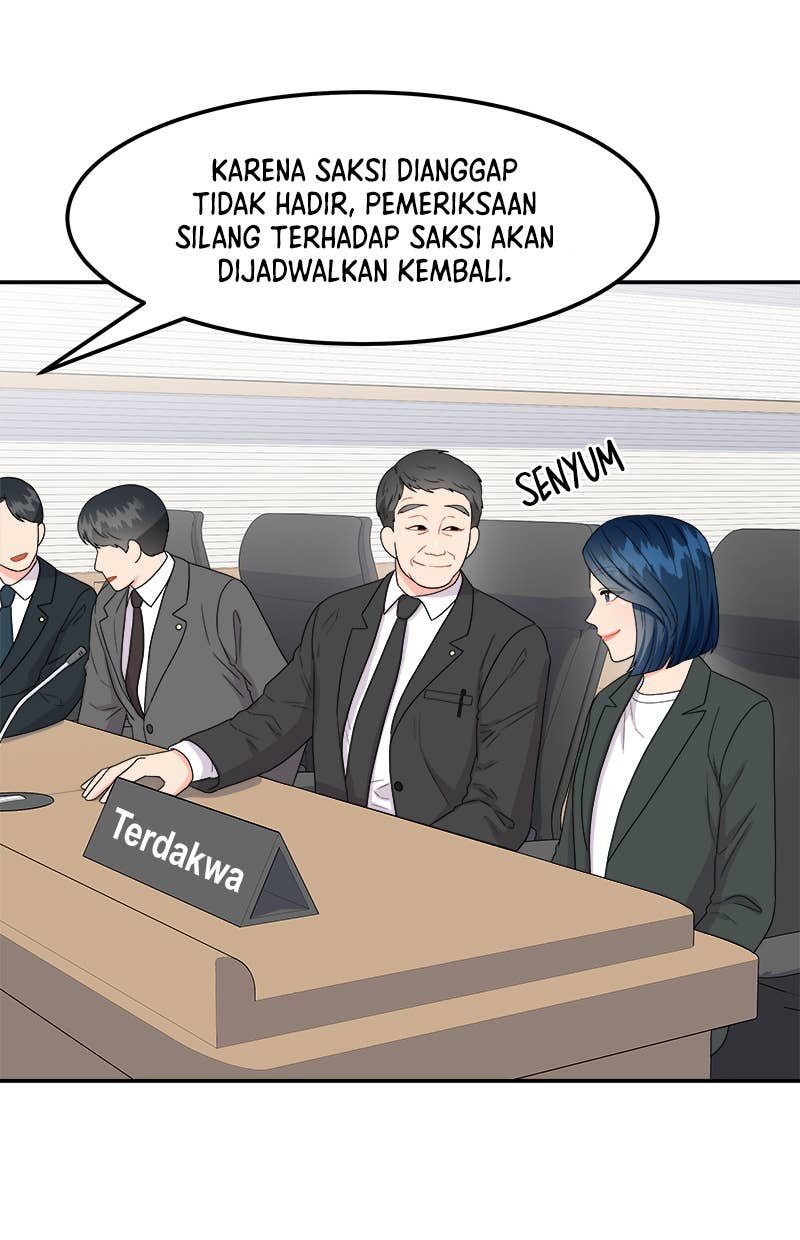 KARENA SAKSI DIANGGAP
TIDAK HADIR, PEMERIKSAAN
SILANG TERHADAP SAKSI AKAN
DIJADWALKAN KEMBALI.
SENYUM
Terdakwa